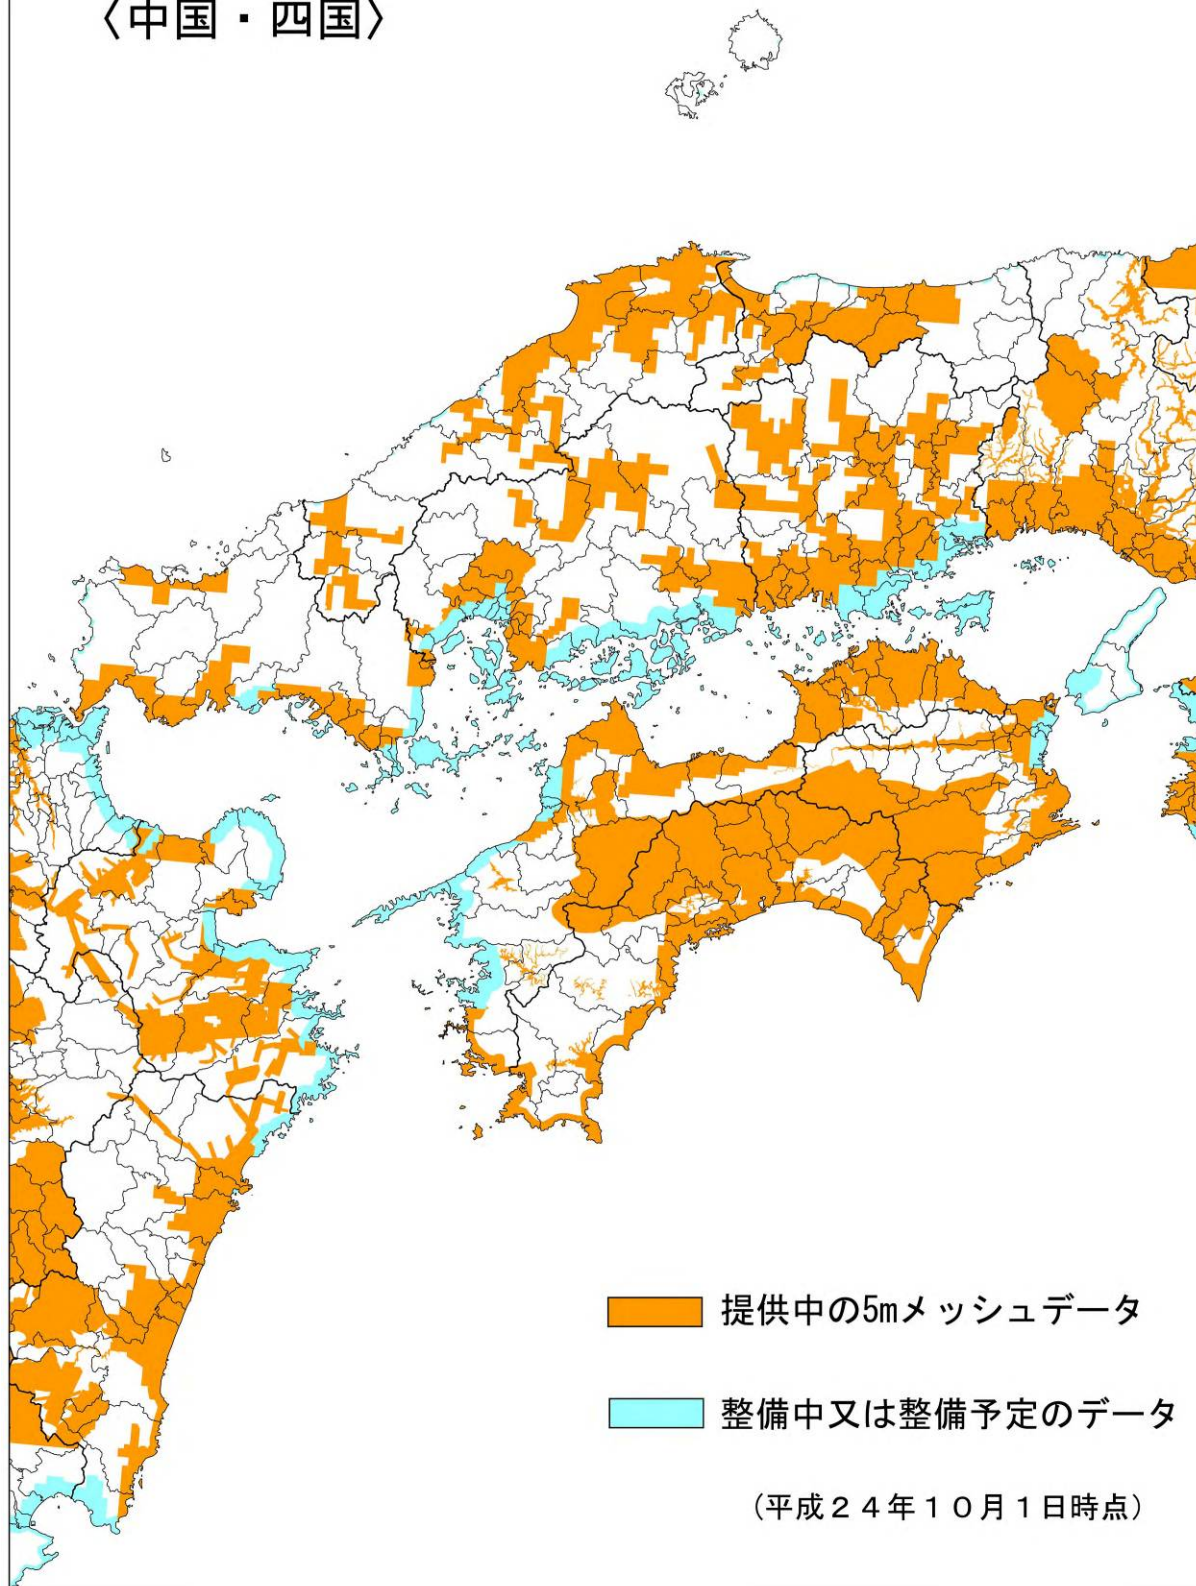 〈中国・四国〉
提供中の5mメッシュデータ
整備中又は整備予定のデータ
（平成２４年１０月１日時点）